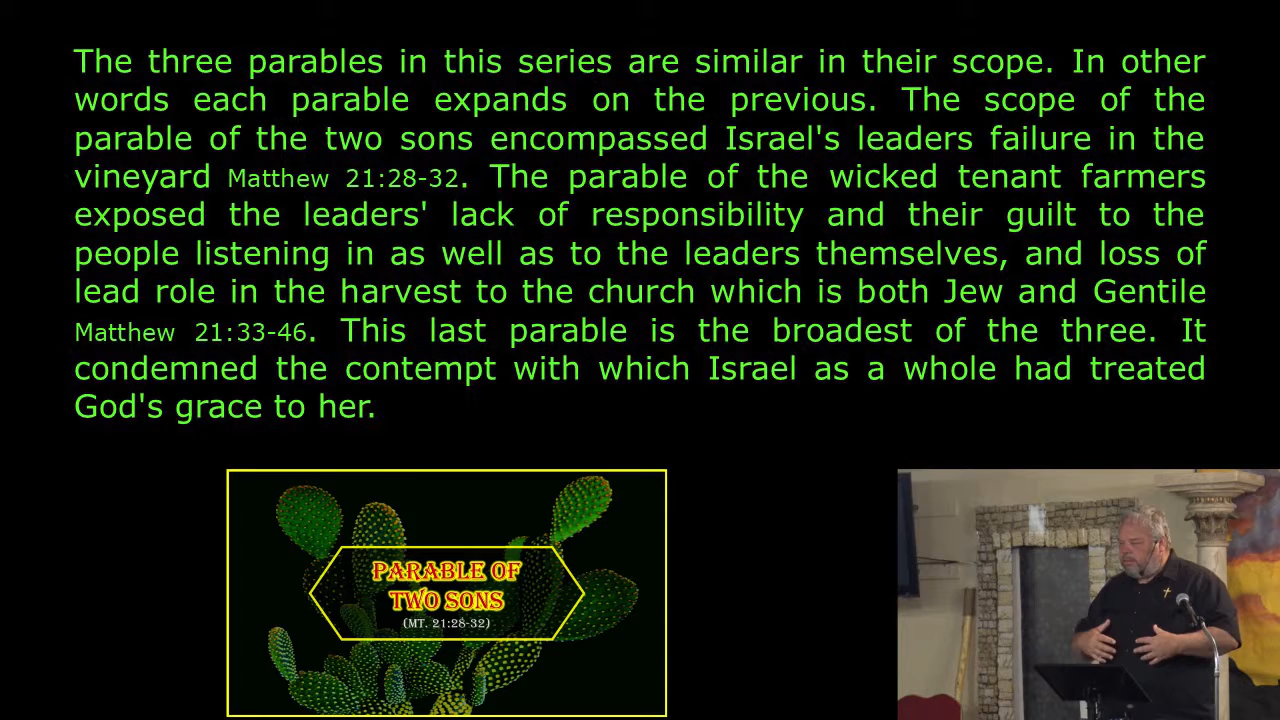 The three parables in this series are similar in their scope. In other
words each parable expands on the previous. The scope of the
parable of the two sons encompassed Israel's leaders failure in the
vineyard Matthew 21:28-32. The parable of the wicked tenant farmers
exposed the leaders' lack of responsibility and their guilt to the
people listening in as well as to the leaders themselves, and loss of
lead role in the harvest to the church which is both Jew and Gentile
Matthew 21:33-46. This last parable is the broadest of the three. It
condemned the contempt with which Israel as a whole had treated
God's grace to her.
PARABLE OF
TWO SONS
(MT. 21:28-32)